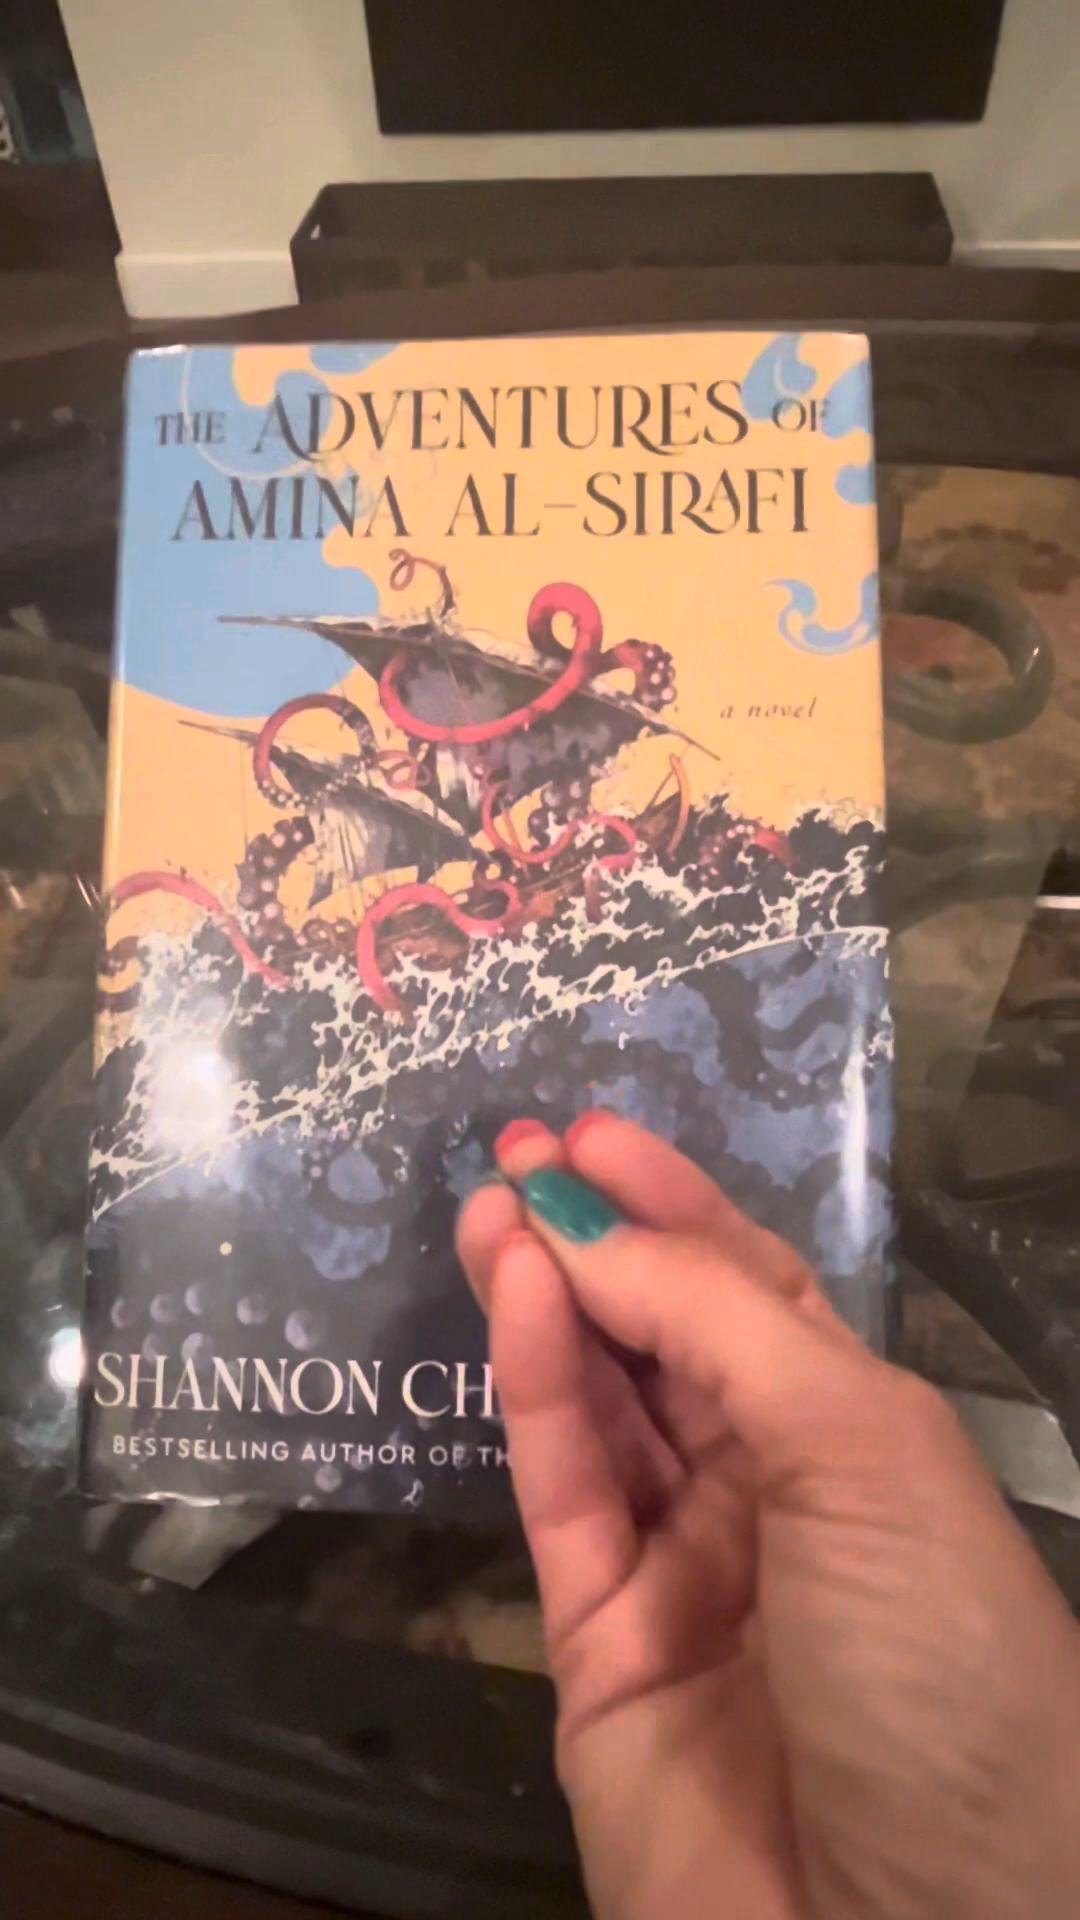 THE ADVENTURES OF
AMINA AL-SIRAFI
a novel
SHANNON CH
BESTSELLING AUTHOR OF TH